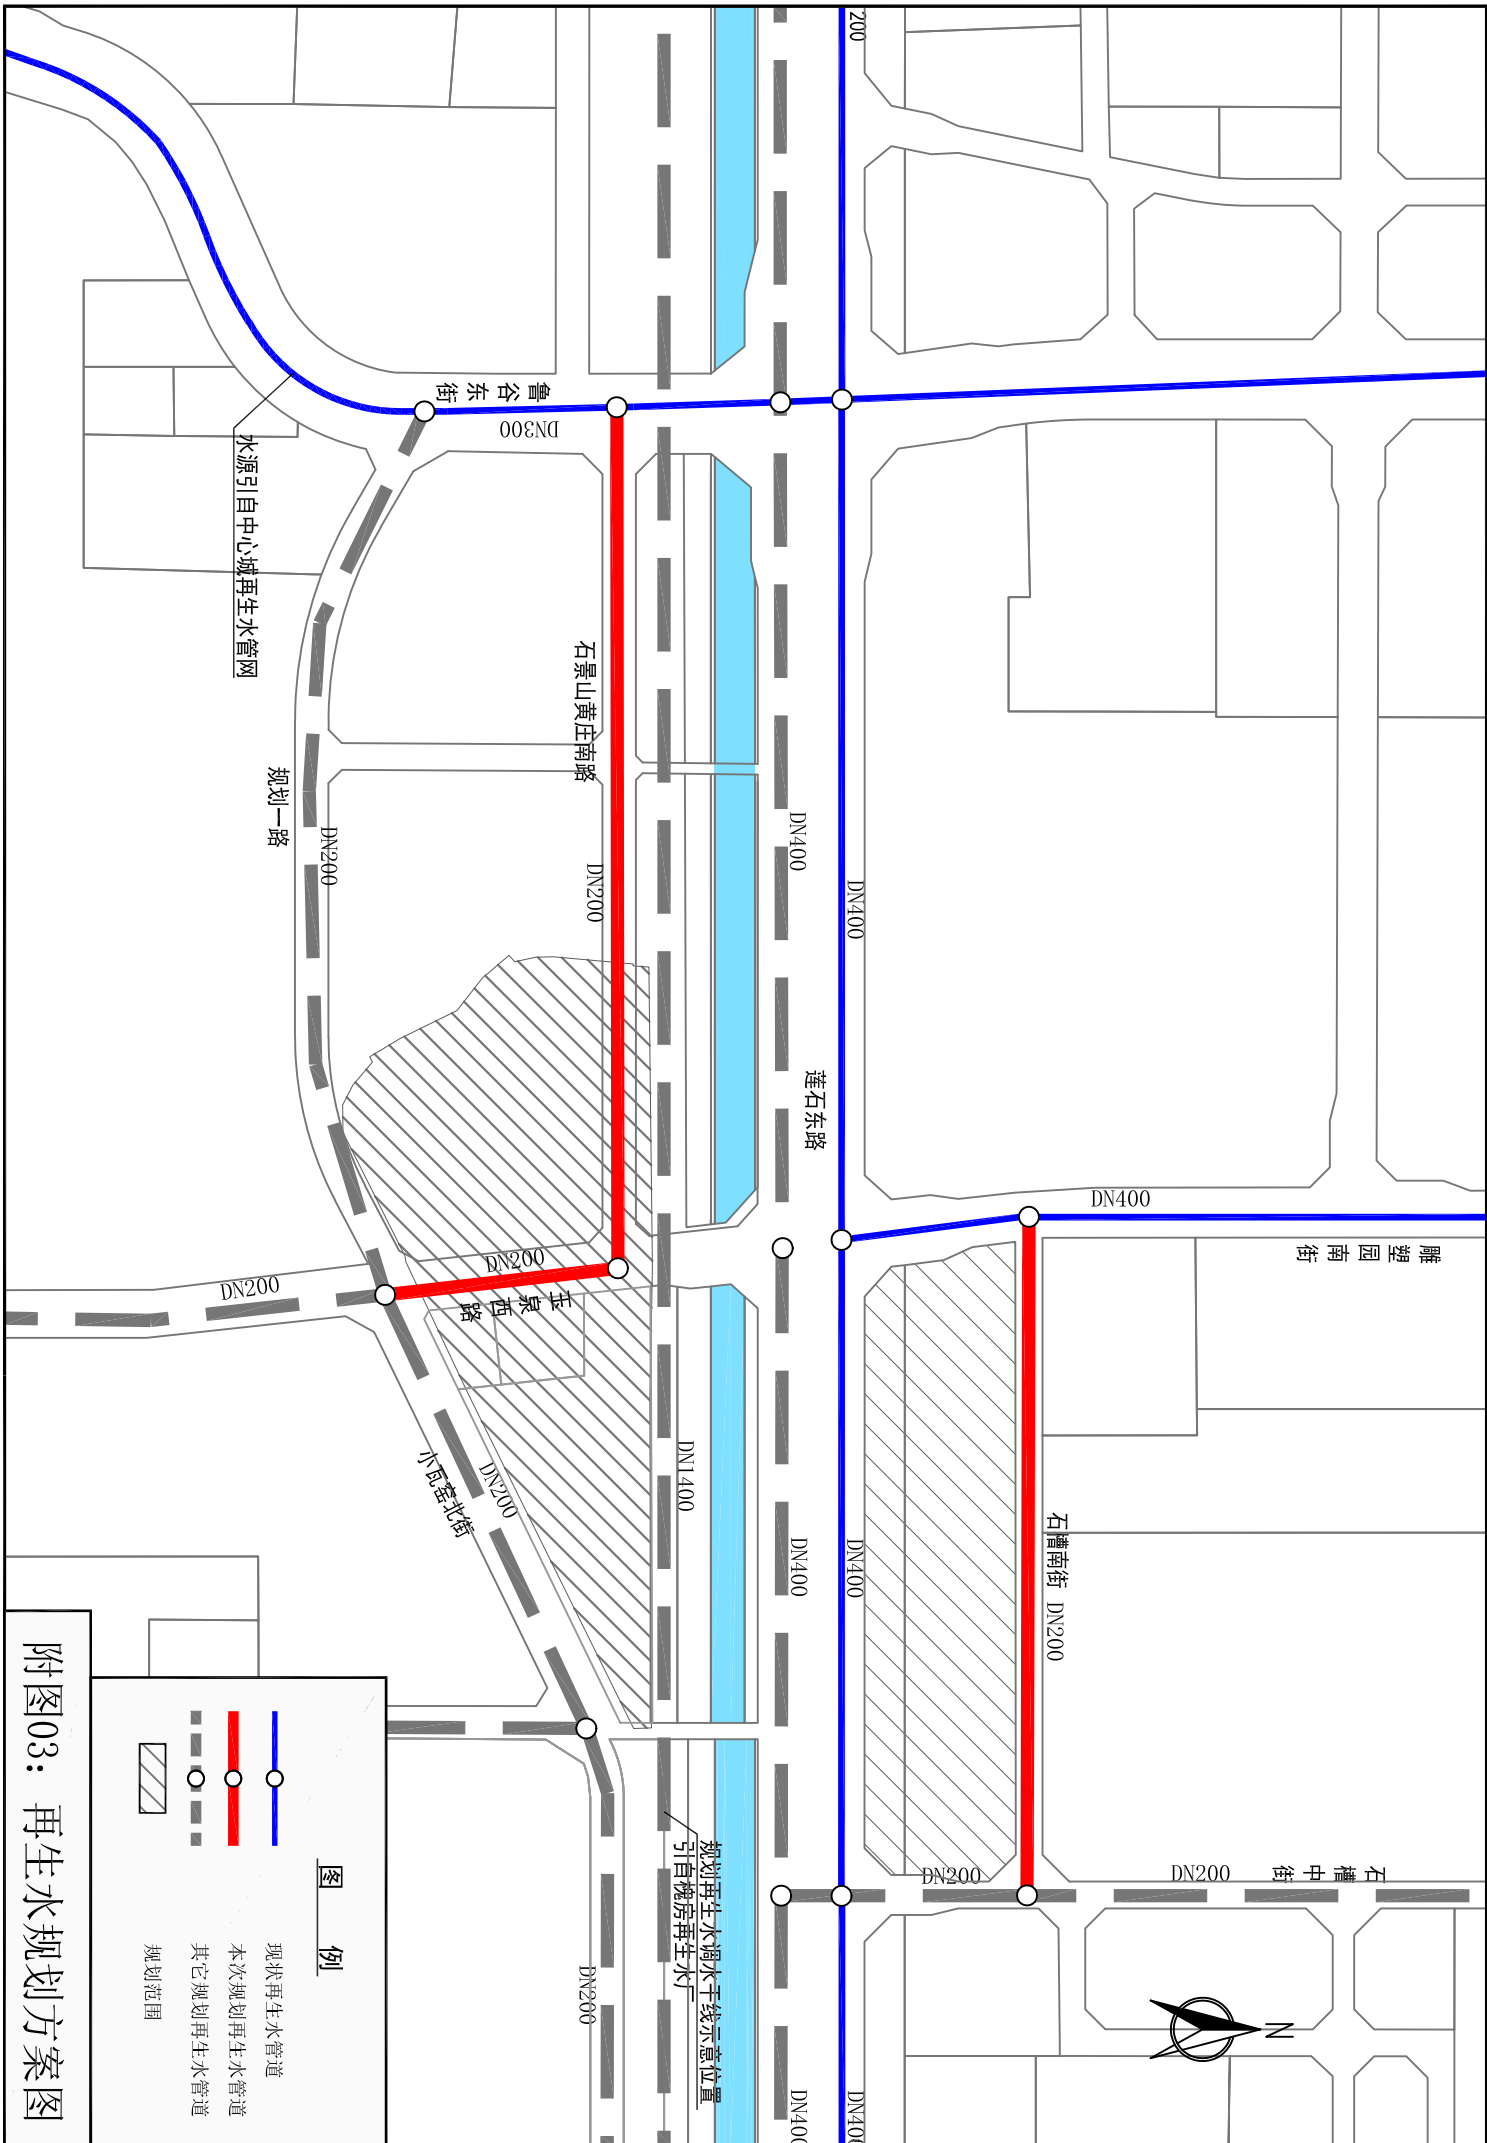 200
鲁谷东街
DN300
水源引自中心城再生水管网
石景山黄庄南路
DN200
规划一路
DN200
DN400
DN400
莲石东路
DN400
雕塑园南街
DN200
DN200
玉泉西路
小瓦窑北街
DN200
DN1400
DN400
DN400
石槽南街 DN200
DN200
DN200
石槽中街
规划再生水调水干线示意位置
引自槐房再生水厂
DN200
DN400
DN400
N
图 例
现状再生水管道
本次规划再生水管道
其它规划再生水管道
规划范围
附图03: 再生水规划方案图